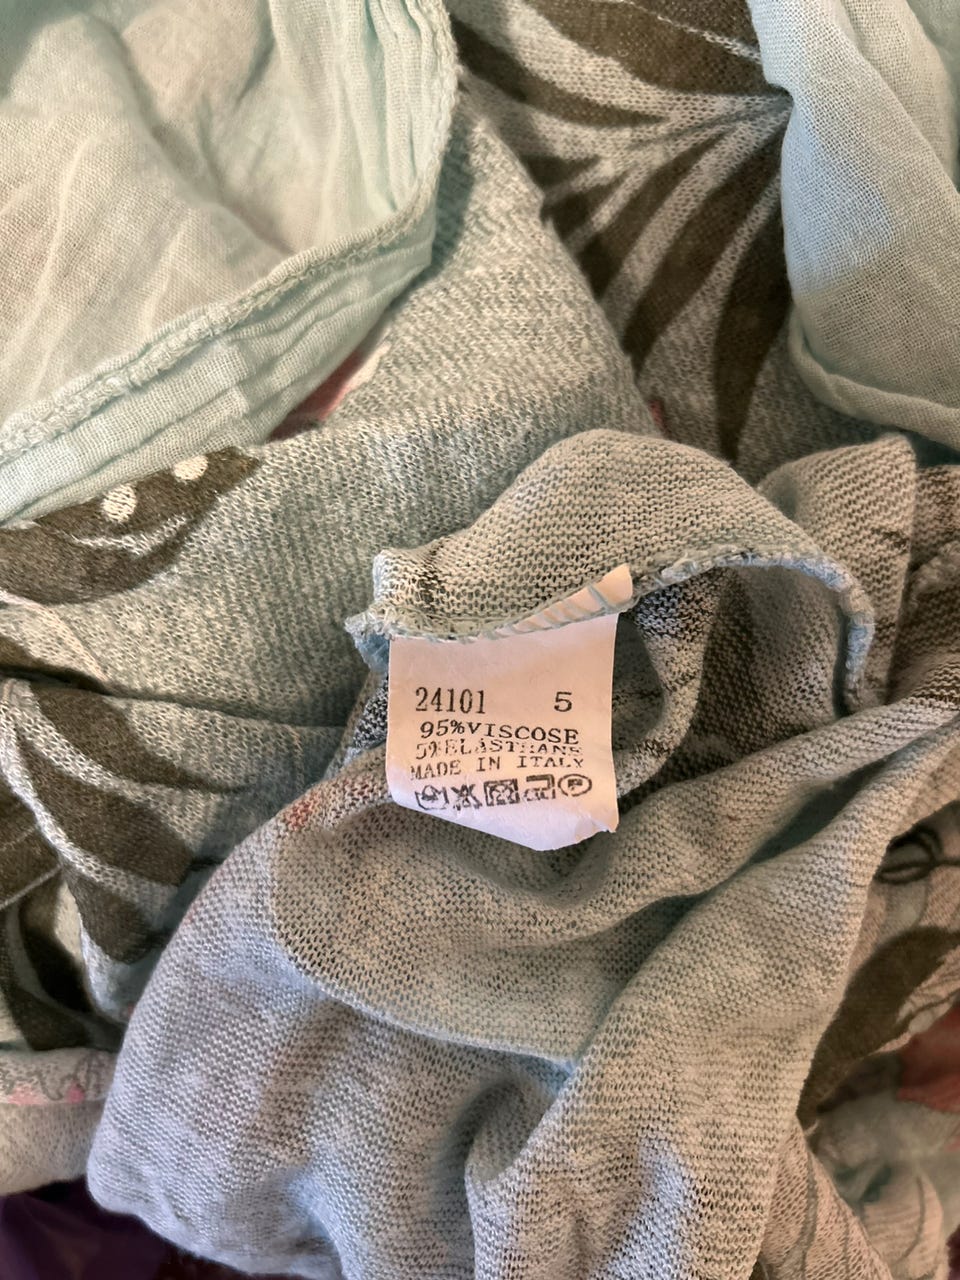 24101 5
95%VISCOSE
5%ELASTHANE
MADE IN ITALY